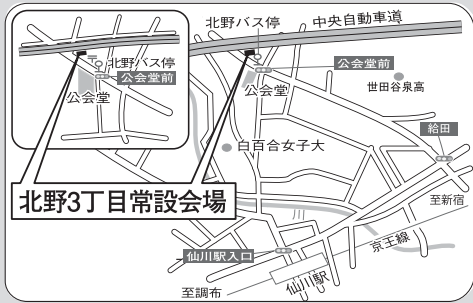 北野バス停
公会堂前
公会堂
北野バス停
中央自動車道
公会堂前
公会堂
世田谷泉高
給田
白百合女子大
北野3丁目常設会場
至新宿
京王線
仙川駅入口
仙川駅
至調布